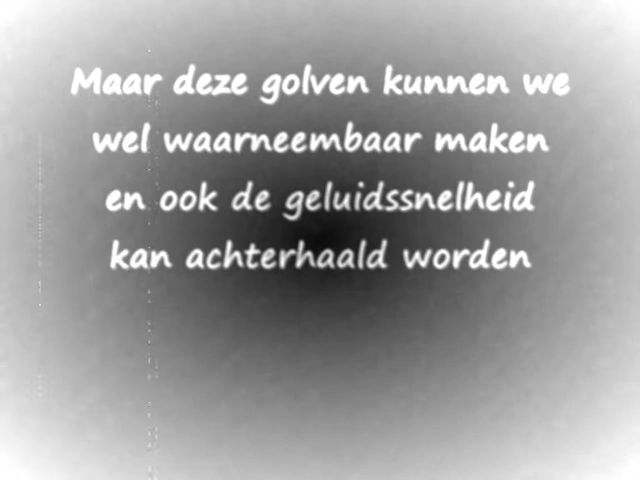 Maar deze golven kunnen we
wel waarneembaar maken
en ook de geluidssnelheid
kan achterhaald worden